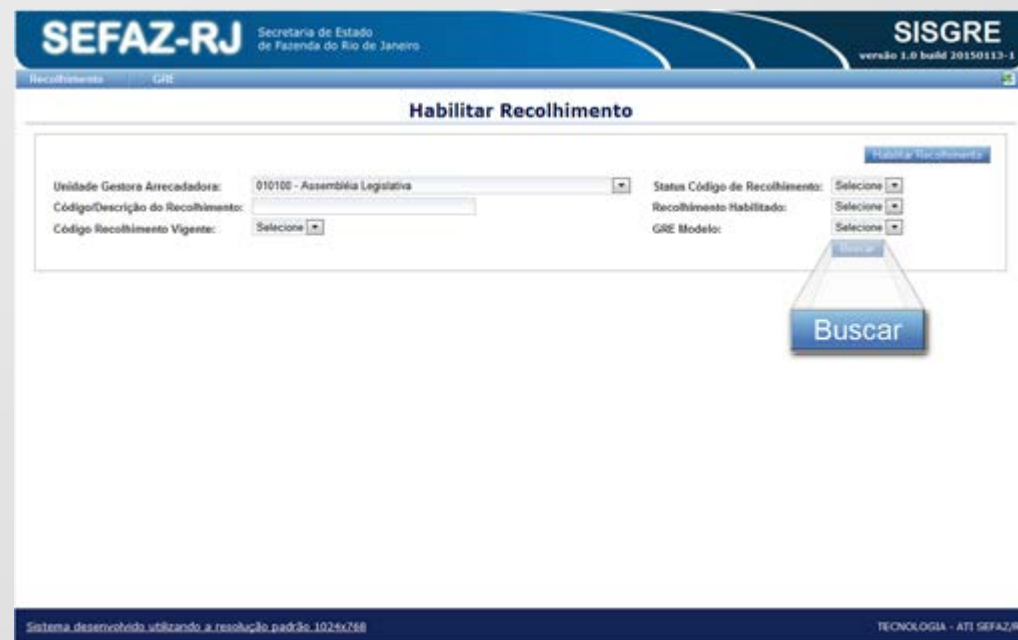 SEFAZ-RJ
Secretaria de Estado
de Fazenda do Rio de Janeiro
SISGRE
versão 1.0 build 20150113-1
Recolhimento GRE
Habilitar Recolhimento
Habilitar Recolhimento
Unidade Gestora Arrecadadora: 010100 - Assembléia Legislativa Status Código de Recolhimento: Selecione
Código/Descrição do Recolhimento: Recolhimento Habilitado: Selecione
Código Recolhimento Vigente: Selecione GRE Modelo: Selecione
Buscar
Buscar
Sistema desenvolvido utilizando a resolução padrão 1024x768 TECNOLOGIA - ATI SEFAZ/R